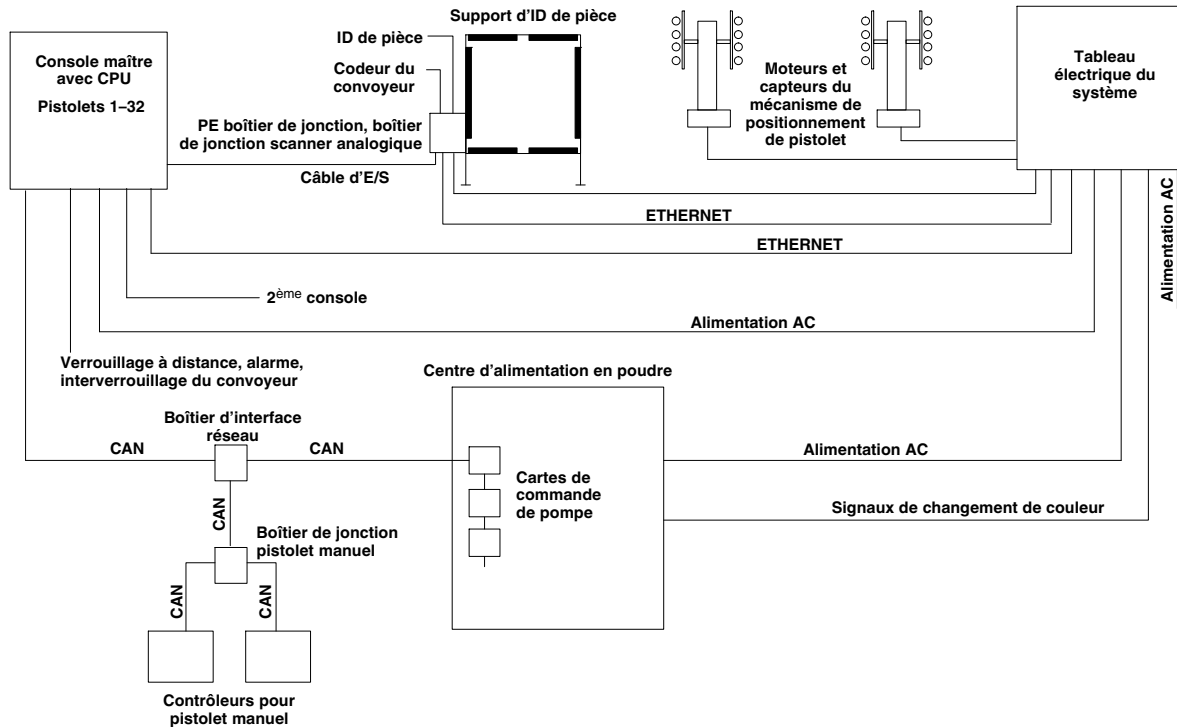 Support d'ID de pièce
Console maître
avec CPU
Pistolets 1–32
ID de pièce
Codeur du
convoyeur
PE boîtier de jonction, boîtier
de jonction scanner analogique
Câble d'E/S
Moteurs et
capteurs du
mécanisme de
positionnement
de pistolet
Tableau
électrique du
système
Alimentation AC
ETHERNET
ETHERNET
2ème console
Alimentation AC
Verrouillage à distance, alarme,
interverrouillage du convoyeur
Centre d'alimentation en poudre
Boîtier d'interface
réseau
CAN
CAN
Alimentation AC
Cartes de
commande
de pompe
CAN
Signaux de changement de couleur
Boîtier de jonction
pistolet manuel
CAN
CAN
Contrôleurs pour
pistolet manuel